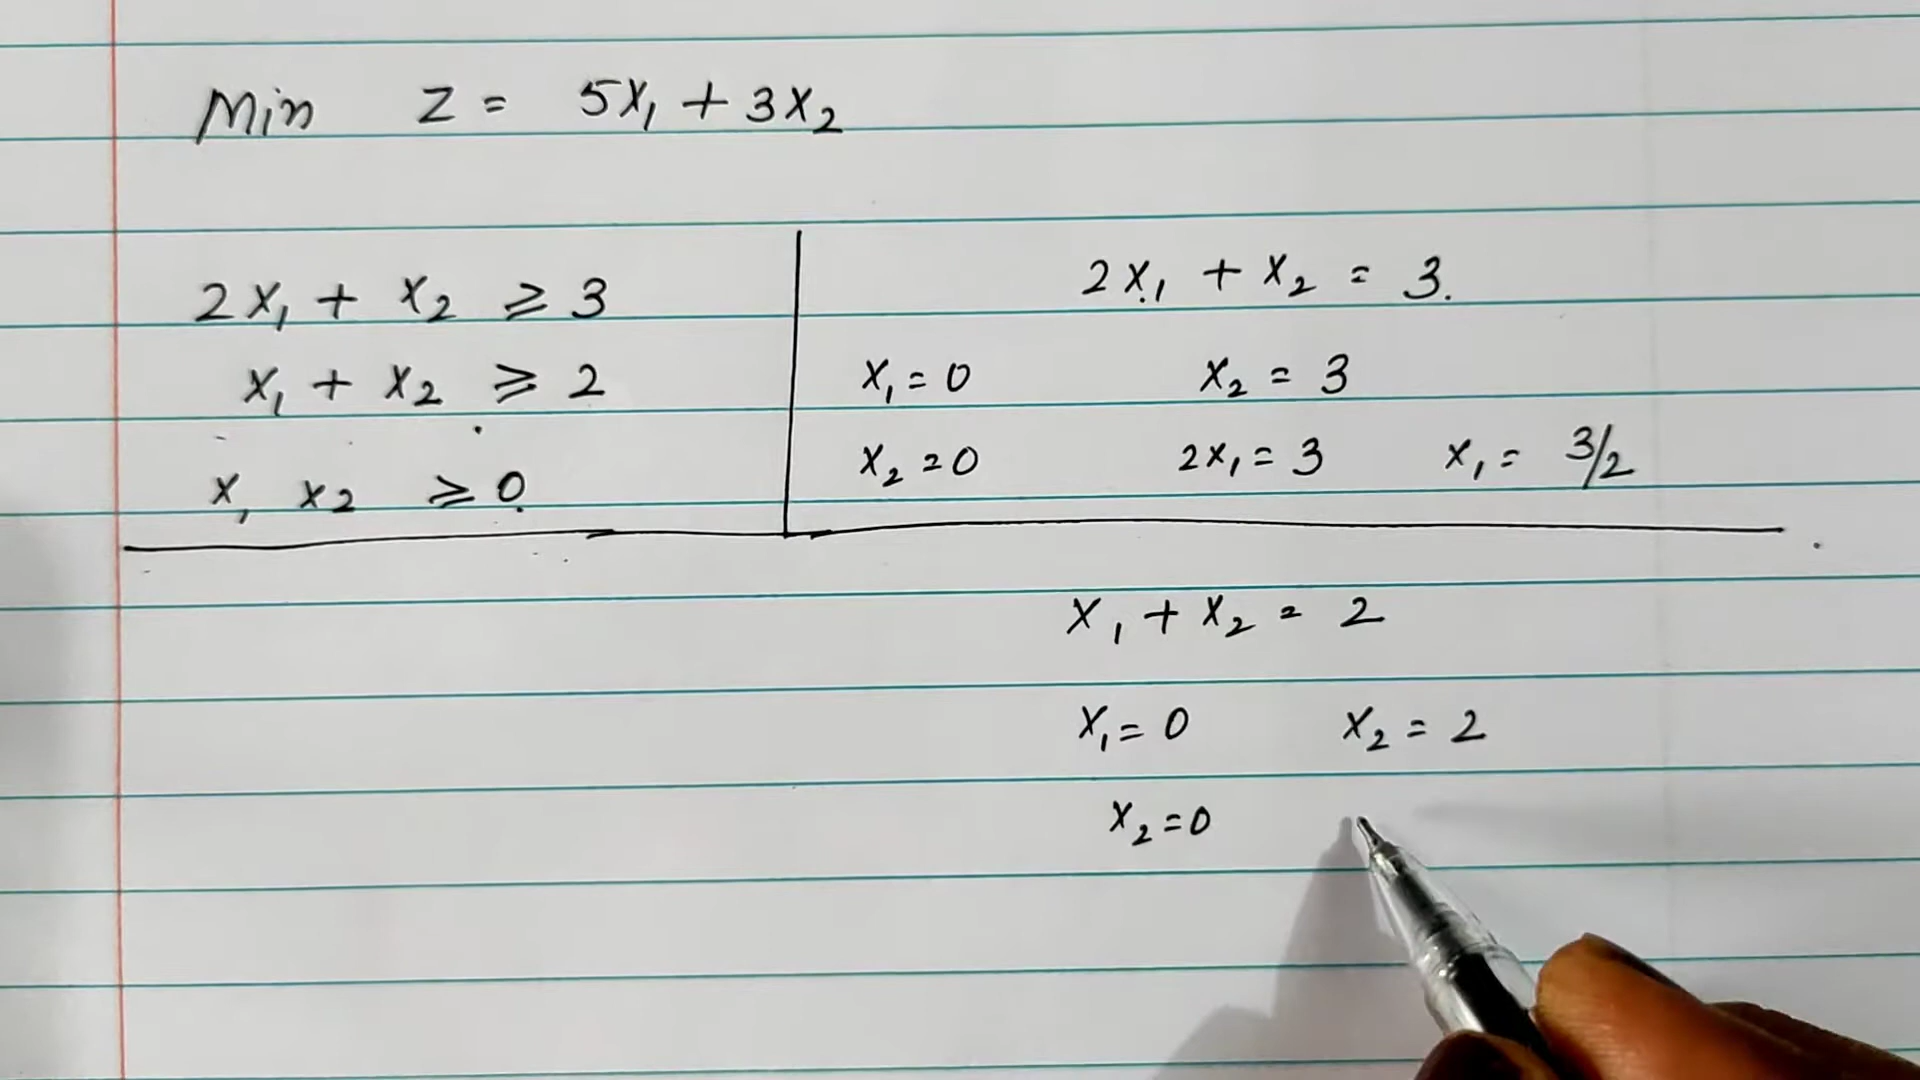 Min Z = 5x₁ + 3x₂
2x₁ + x₂ ≥ 3
x₁ + x₂ ≥ 2
x₁ x₂ ≥ 0
2x₁ + x₂ = 3
x₁ = 0 x₂ = 3
x₂ = 0 2x₁ = 3 x₁ = 3/2
x₁ + x₂ = 2
x₁ = 0 x₂ = 2
x₂ = 0